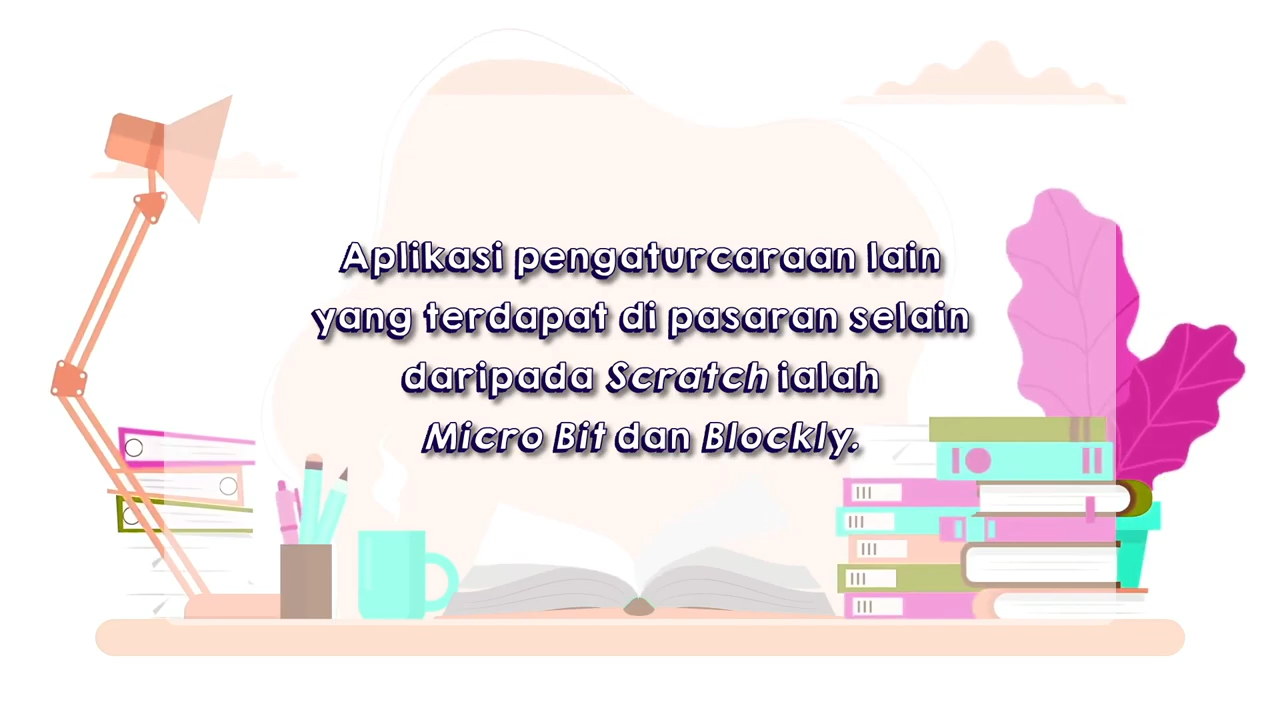 Aplikasi pengaturcaraan lain
yang terdapat di pasaran selain
daripada Scratch ialah
Micro Bit dan Blockly.